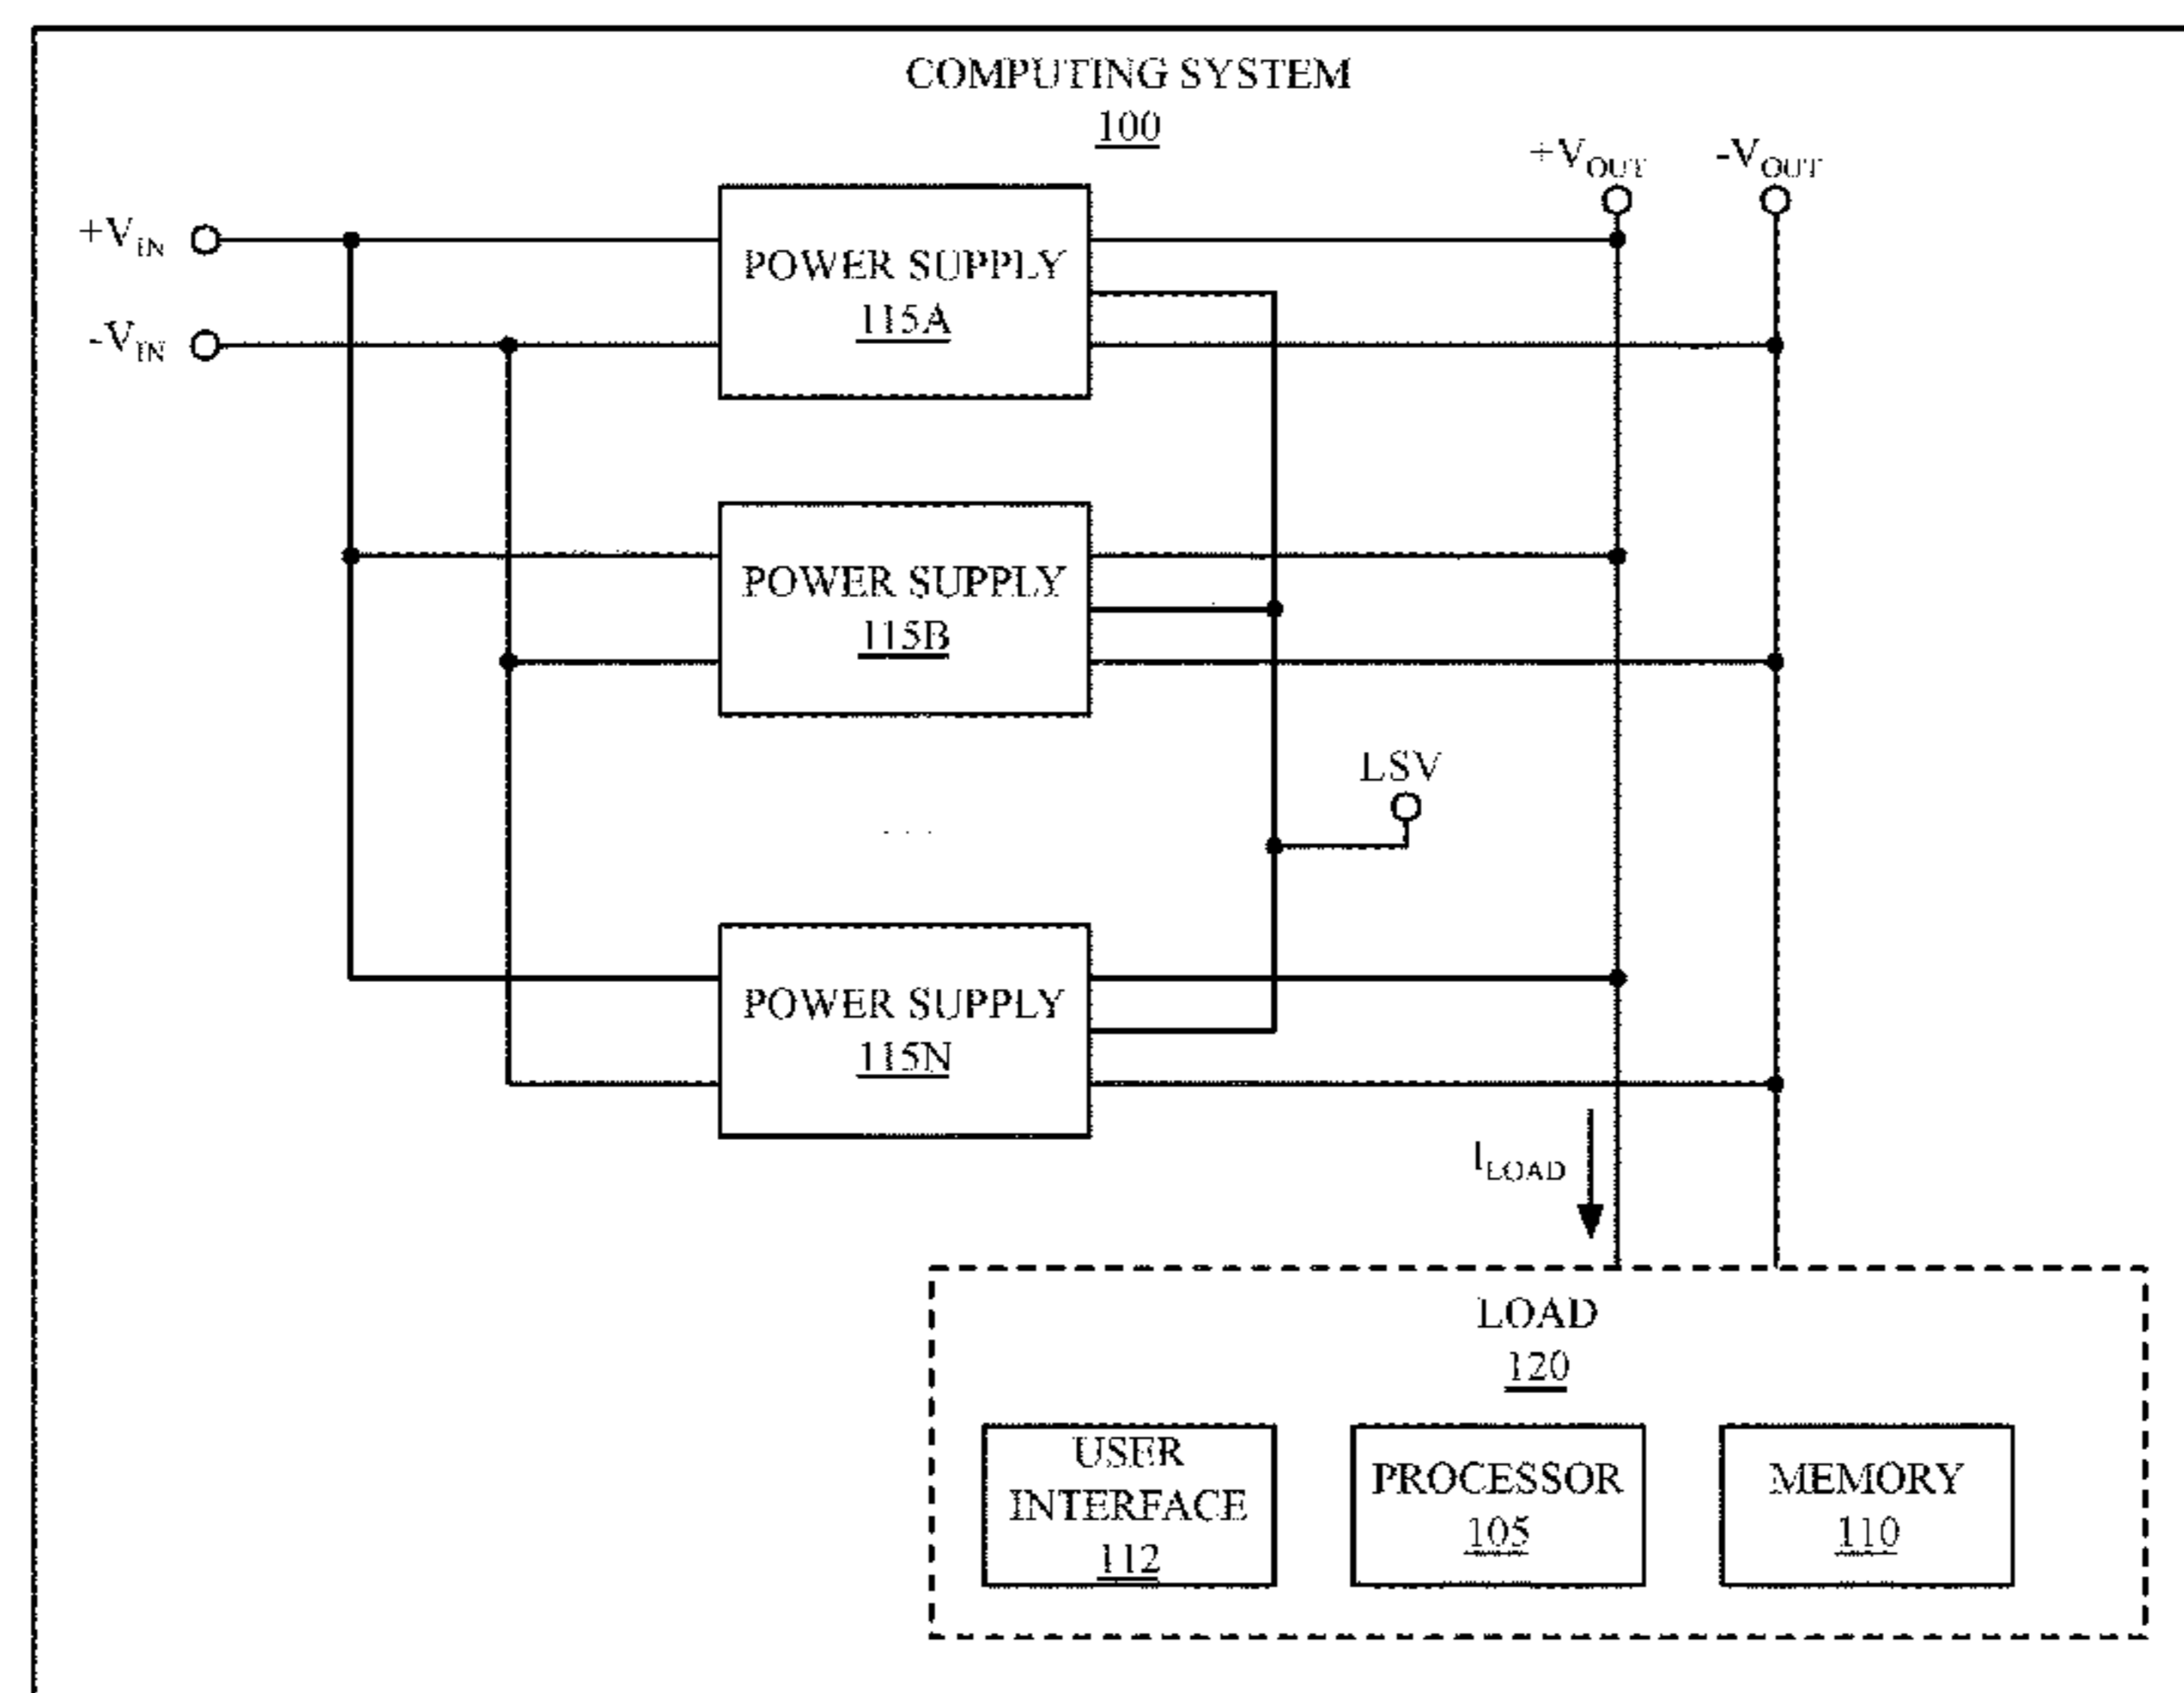 COMPUTING SYSTEM
100
+VIN
-VIN
+VOUT
-VOUT
POWER SUPPLY
115A
POWER SUPPLY
115B
LSV
. . .
POWER SUPPLY
115N
ILOAD
LOAD
120
USER
INTERFACE
112
PROCESSOR
105
MEMORY
110